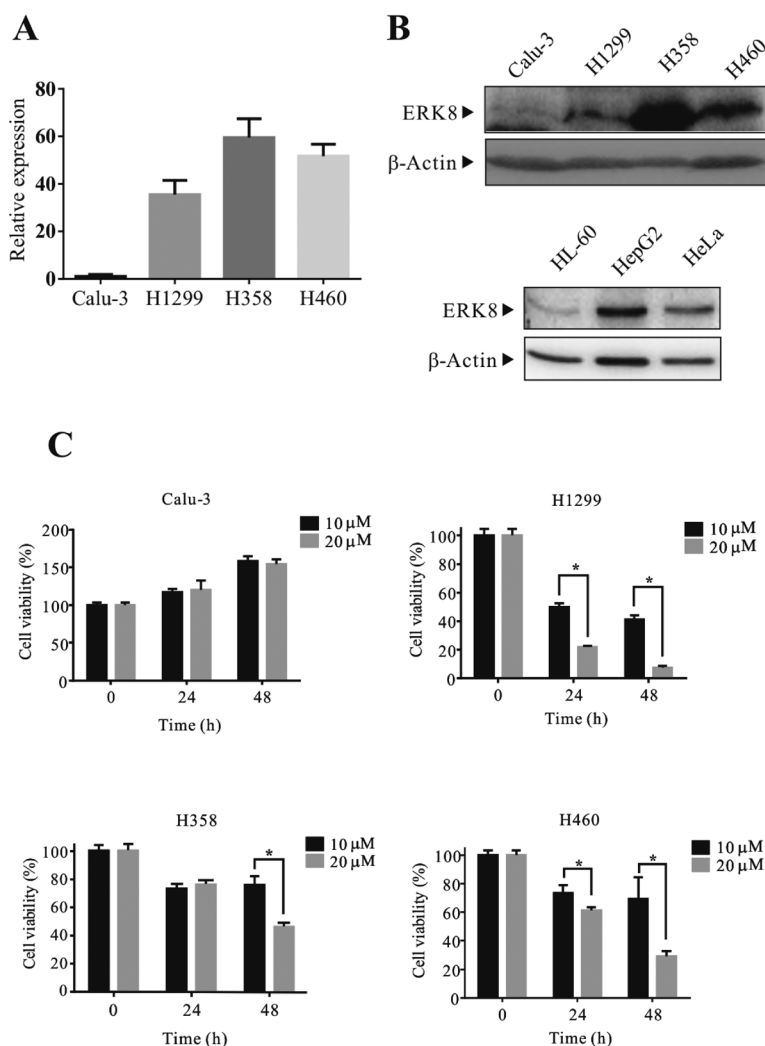 A
Relative expression
80
60
40
20
0
Calu-3 H1299 H358 H460
B
Calu-3 H1299 H358 H460
ERK8
β-Actin
HL-60 HepG2 HeLa
ERK8
β-Actin
C
Calu-3
10 μM
20 μM
Cell viability (%)
200
150
100
50
0
0 24 48
Time (h)
H1299
10 μM
20 μM
Cell viability (%)
100
80
60
40
20
0
* *
0 24 48
Time (h)
H358
10 μM
20 μM
Cell viability (%)
100
80
60
40
20
0
*
0 24 48
Time (h)
H460
10 μM
20 μM
Cell viability (%)
100
80
60
40
20
0
* *
0 24 48
Time (h)